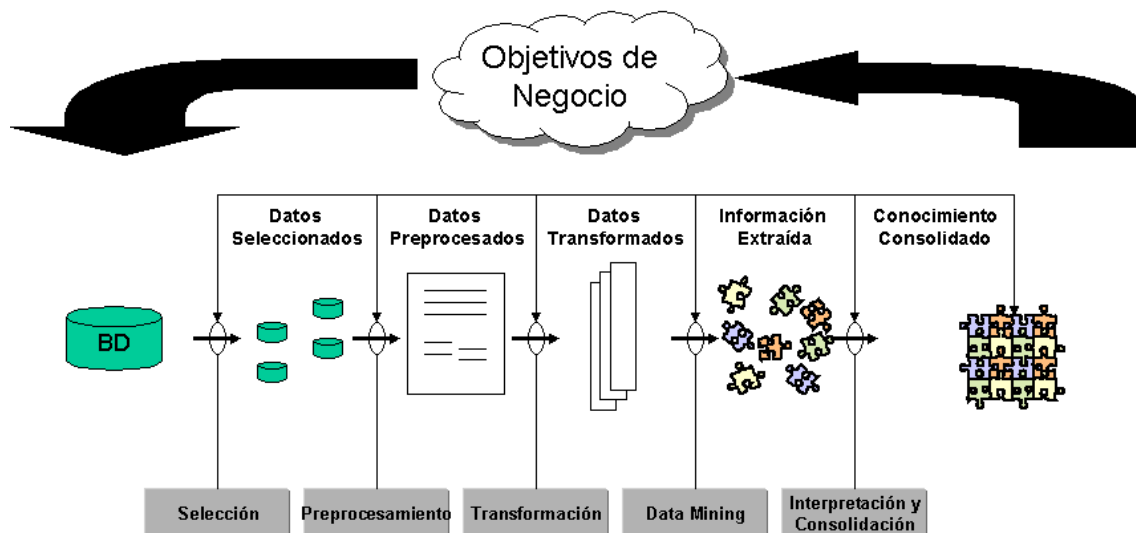 Objetivos de
Negocio
Datos
Seleccionados
Datos
Preprocesados
Datos
Transformados
Información
Extraída
Conocimiento
Consolidado
BD
Selección
Preprocesamiento
Transformación
Data Mining
Interpretación y
Consolidación